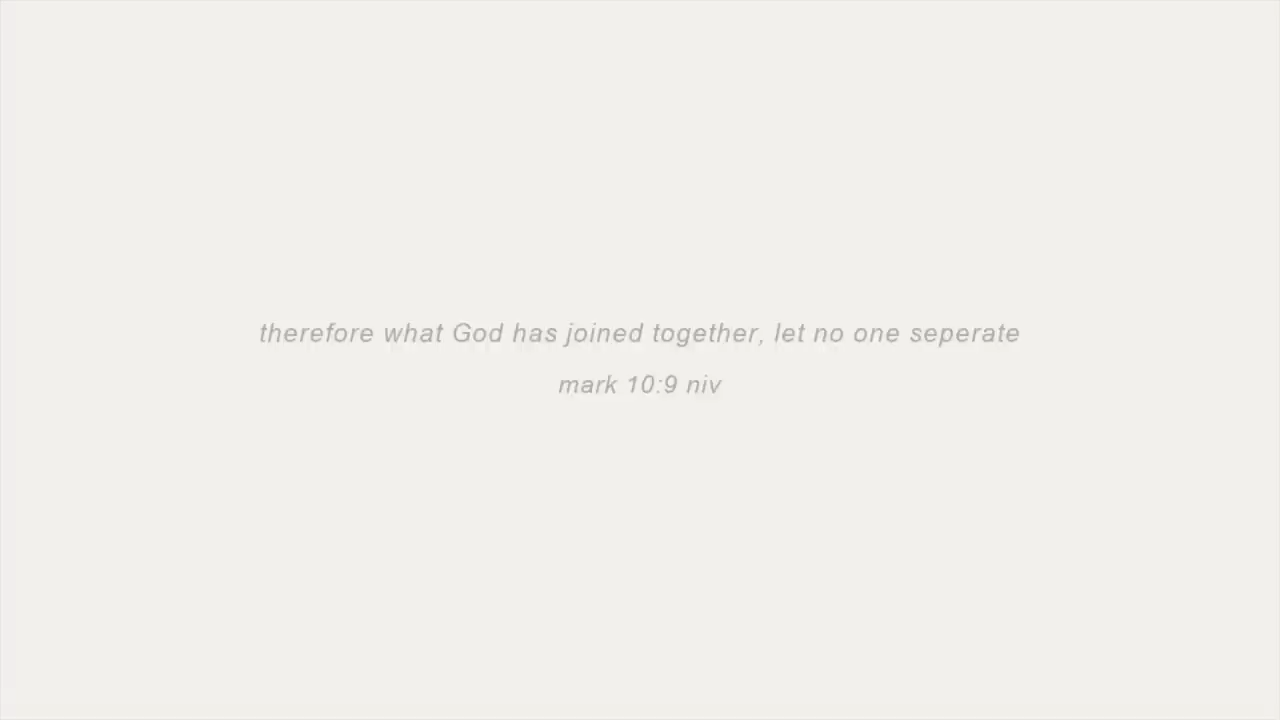 therefore what God has joined together, let no one seperate
mark 10:9 niv